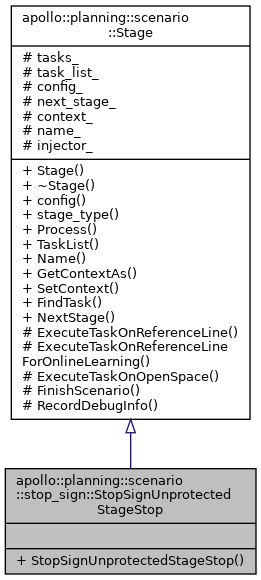 apollo::planning::scenario
::Stage
# tasks_
# task_list_
# config_
# next_stage_
# context_
# name_
# injector_
+ Stage()
+ ~Stage()
+ config()
+ stage_type()
+ Process()
+ TaskList()
+ Name()
+ GetContextAs()
+ SetContext()
+ FindTask()
+ NextStage()
# ExecuteTaskOnReferenceLine()
# ExecuteTaskOnReferenceLine
ForOnlineLearning()
# ExecuteTaskOnOpenSpace()
# FinishScenario()
# RecordDebugInfo()
apollo::planning::scenario
::stop_sign::StopSignUnprotected
StageStop
+ StopSignUnprotectedStageStop()